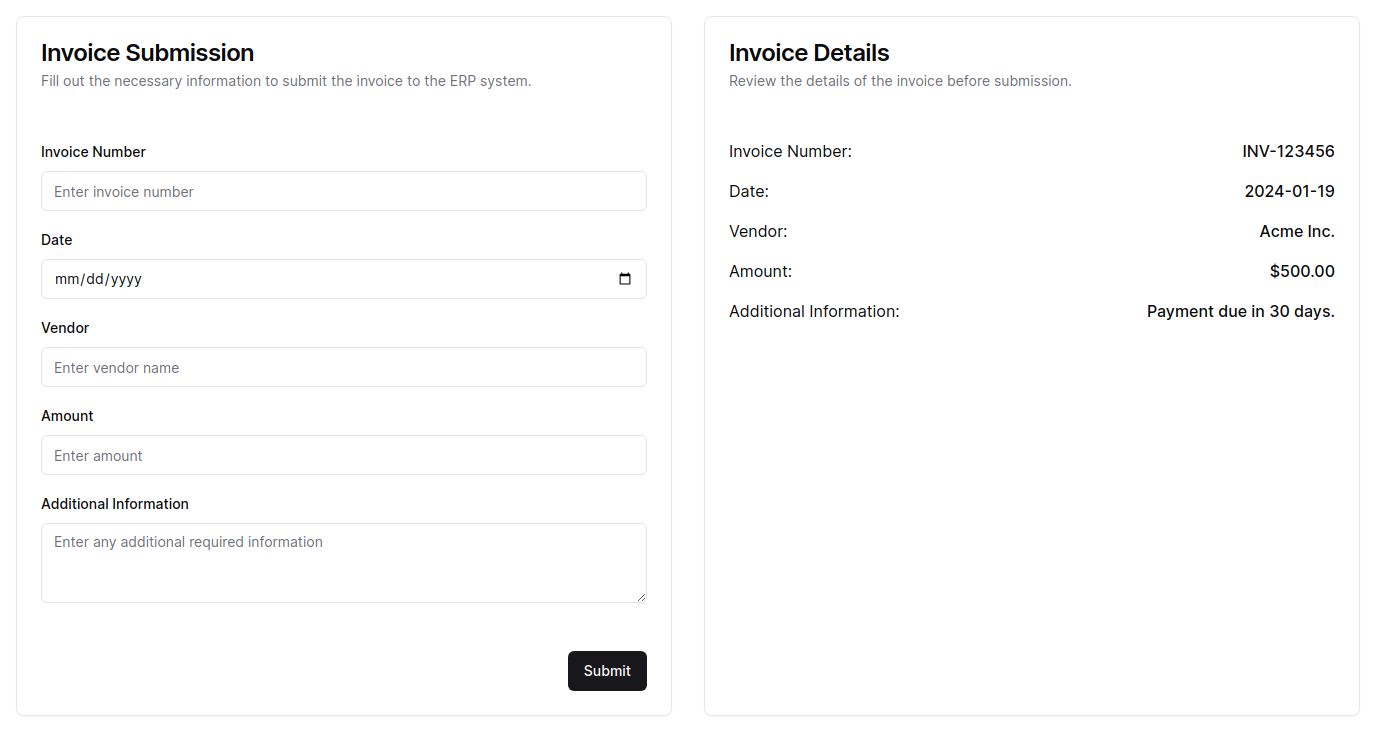 Invoice Submission
Fill out the necessary information to submit the invoice to the ERP system.
Invoice Number
Enter invoice number
Date
mm/dd/yyyy
Vendor
Enter vendor name
Amount
Enter amount
Additional Information
Enter any additional required information
Submit
Invoice Details
Review the details of the invoice before submission.
Invoice Number: INV-123456
Date: 2024-01-19
Vendor: Acme Inc.
Amount: $500.00
Additional Information: Payment due in 30 days.